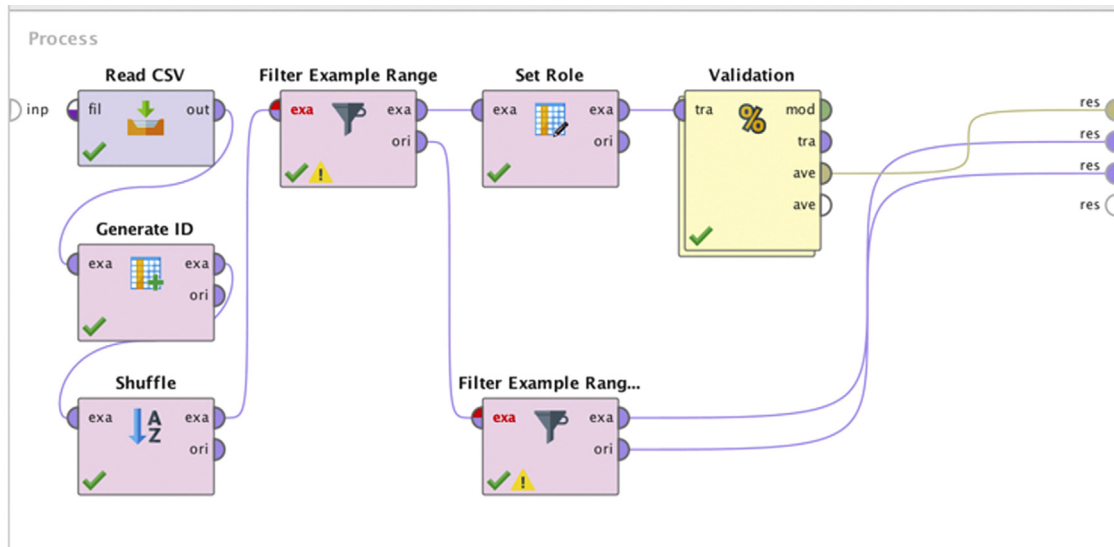 Process
Read CSV
inp
fil
out
Generate ID
exa
exa
ori
Shuffle
exa
exa
ori
A
Z
Filter Example Range
exa
exa
ori
Set Role
exa
exa
ori
Validation
%
tra
mod
tra
ave
ave
Filter Example Rang...
exa
exa
ori
res
res
res
res